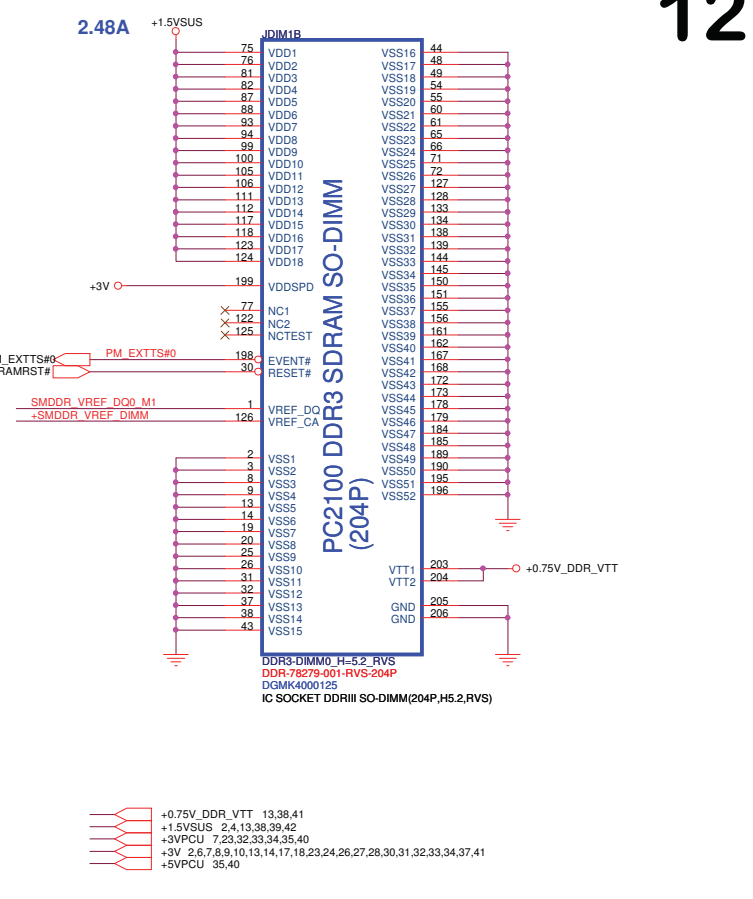 12
2.48A
+1.5VSUS
JDIM1B
75 VDD1 VSS16 44
76 VDD2 VSS17 48
81 VDD3 VSS18 49
82 VDD4 VSS19 54
87 VDD5 VSS20 55
88 VDD6 VSS21 60
93 VDD7 VSS22 61
94 VDD8 VSS23 65
99 VDD9 VSS24 66
100 VDD10 VSS25 71
105 VDD11 VSS26 72
106 VDD12 VSS27 127
111 VDD13 VSS28 128
112 VDD14 VSS29 133
117 VDD15 VSS30 134
118 VDD16 VSS31 138
123 VDD17 VSS32 139
124 VDD18 VSS33 144
VSS34 145
+3V 199 VDDSPD VSS35 150
VSS36 151
77 NC1 VSS37 155
122 NC2 VSS38 156
125 NCTEST VSS39 161
VSS40 162
PM_EXTTS#0 198 EVENT# VSS41 167
30 RESET# VSS42 168
VSS43 172
VSS44 173
SMDDR_VREF_DQ0_M1 1 VREF_DQ VSS45 178
+SMDDR_VREF_DIMM 126 VREF_CA VSS46 179
VSS47 184
VSS48 185
2 VSS1 VSS49 189
3 VSS2 VSS50 190
8 VSS3 VSS51 195
9 VSS4 VSS52 196
13 VSS5
14 VSS6
19 VSS7
20 VSS8
25 VSS9
26 VSS10 VTT1 203 +0.75V_DDR_VTT
31 VSS11 VTT2 204
32 VSS12
37 VSS13 GND 205
38 VSS14 GND 206
43 VSS15
PC2100 DDR3 SDRAM SO-DIMM
(204P)
DDR3-DIMM0_H=5.2_RVS
DDR-78279-001-RVS-204P
DGMK4000125
IC SOCKET DDRIII SO-DIMM(204P,H5.2,RVS)
+0.75V_DDR_VTT 13,38,41
+1.5VSUS 2,4,13,38,39,42
+3VPCU 7,23,32,33,34,35,40
+3V 2,6,7,8,9,10,13,14,17,18,23,24,26,27,28,30,31,32,33,34,37,41
+5VPCU 35,40